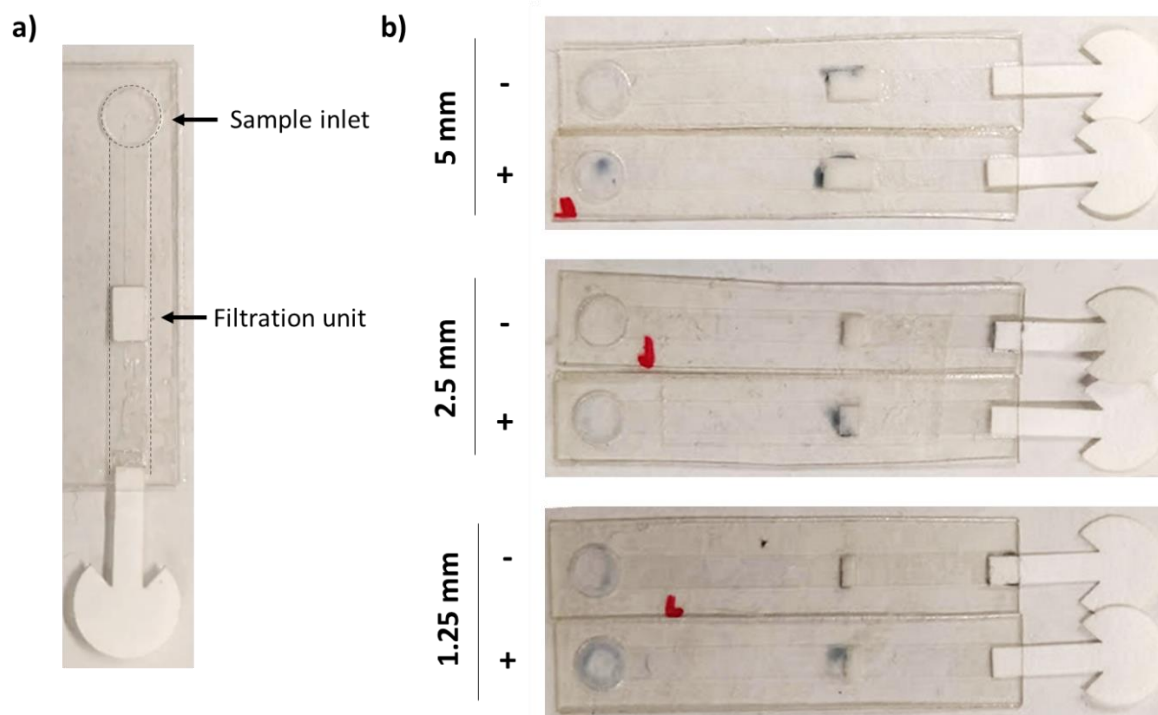 a)
Sample inlet
Filtration unit
b)
5 mm
-
+
2.5 mm
-
+
1.25 mm
-
+